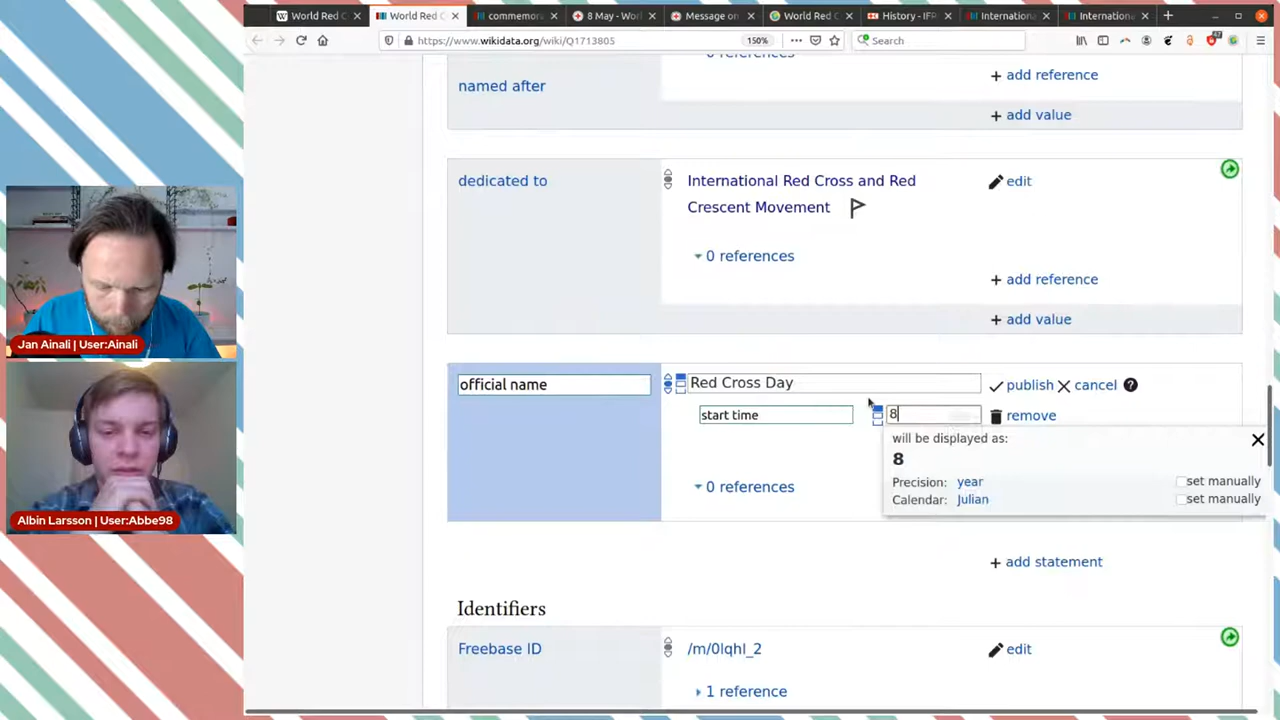 World Red C
World Red C
commemor
8 May - Wor
Message on
World Red C
History - IFR
Internationa
Internationa
https://www.wikidata.org/wiki/Q1713805
150%
Search
0 references
named after
+ add reference
+ add value
dedicated to
International Red Cross and Red
Crescent Movement
edit
0 references
+ add reference
+ add value
official name
Red Cross Day
publish
cancel
start time
8
remove
will be displayed as:
8
Precision: year
set manually
Calendar: Julian
set manually
0 references
+ add statement
Identifiers
Freebase ID
/m/0lqhl_2
edit
1 reference
Jan Ainali | User:Ainali
Albin Larsson | User:Abbe98